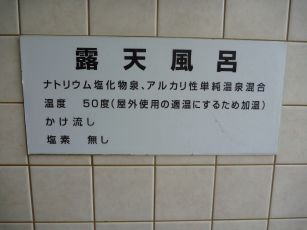 露天風呂
ナトリウム塩化物泉、アルカリ性単純温泉混合
温度　50度(屋外使用の適温にするため加温)
かけ流し
塩素　無し